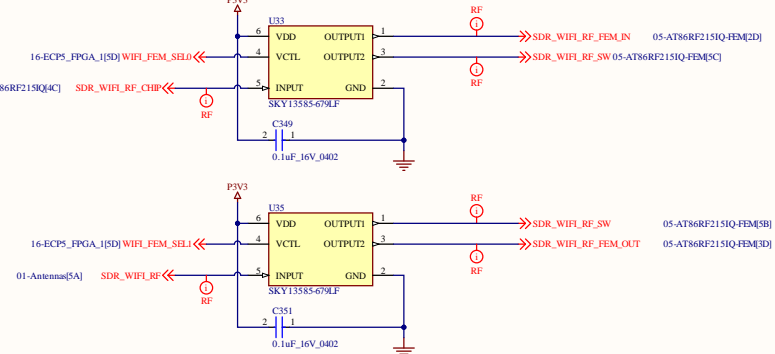 P3V3
U33
RF
6 VDD OUTPUT1 1 SDR_WIFI_RF_FEM_IN 05-AT86RF215IQ-FEM[2D]
16-ECP5_FPGA_1[5D] WIFI_FEM_SEL0 4 VCTL OUTPUT2 3 SDR_WIFI_RF_SW 05-AT86RF215IQ-FEM[5C]
RF
86RF215IQ[4C] SDR_WIFI_RF_CHIP 5 INPUT GND 2
SKY13585-679LF
RF
C349
2 1
0.1uF_16V_0402
P3V3
U35
RF
6 VDD OUTPUT1 1 SDR_WIFI_RF_SW 05-AT86RF215IQ-FEM[5B]
16-ECP5_FPGA_1[5D] WIFI_FEM_SEL1 4 VCTL OUTPUT2 3 SDR_WIFI_RF_FEM_OUT 05-AT86RF215IQ-FEM[3D]
RF
01-Antennas[5A] SDR_WIFI_RF 5 INPUT GND 2
SKY13585-679LF
RF
C351
2 1
0.1uF_16V_0402